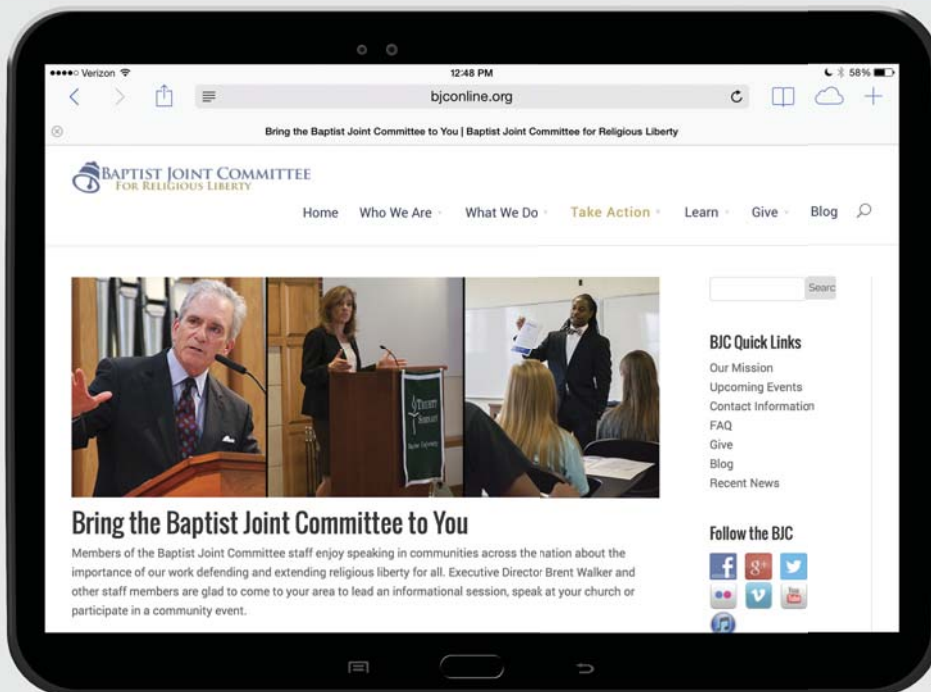 Verizon 12:48 PM 58%
bjconline.org
Bring the Baptist Joint Committee to You | Baptist Joint Committee for Religious Liberty
BAPTIST JOINT COMMITTEE
FOR RELIGIOUS LIBERTY
Home Who We Are What We Do Take Action Learn Give Blog
Searc
TRUETT
SEMINARY
Baylor University
BJC Quick Links
Our Mission
Upcoming Events
Contact Information
FAQ
Give
Blog
Recent News
Bring the Baptist Joint Committee to You
Members of the Baptist Joint Committee staff enjoy speaking in communities across the nation about the
importance of our work defending and extending religious liberty for all. Executive Director Brent Walker and
other staff members are glad to come to your area to lead an informational session, speak at your church or
participate in a community event.
Follow the BJC
f g+
v You